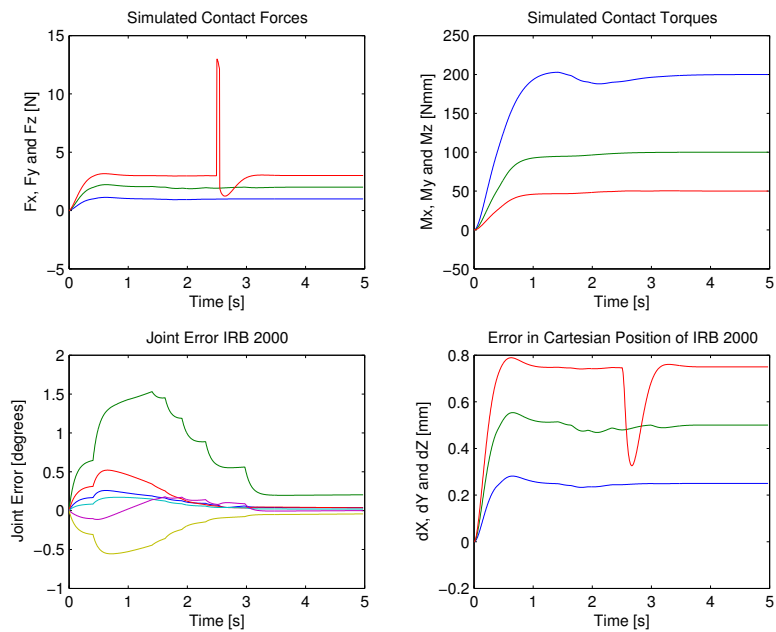 Simulated Contact Forces
Fx, Fy and Fz [N]
15
10
5
0
−5
0 1 2 3 4 5
Time [s]
Simulated Contact Torques
Mx, My and Mz [Nmm]
200
150
100
50
0
−50
0 1 2 3 4 5
Time [s]
Joint Error IRB 2000
Joint Error [degrees]
2
1.5
1
0.5
0
−0.5
−1
0 1 2 3 4 5
Time [s]
Error in Cartesian Position of IRB 2000
dX, dY and dZ [mm]
0.8
0.6
0.4
0.2
0
−0.2
0 1 2 3 4 5
Time [s]